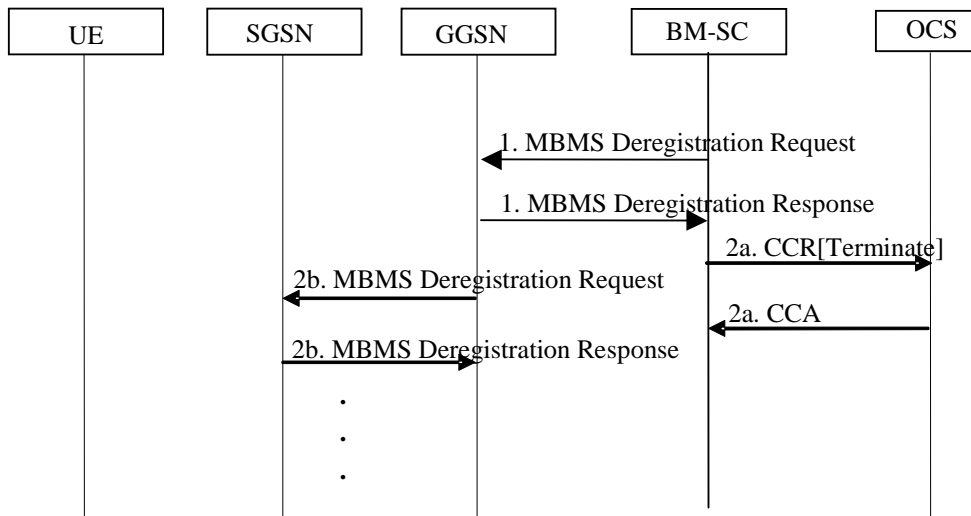 UE
SGSN
GGSN
BM-SC
OCS
1. MBMS Deregistration Request
1. MBMS Deregistration Response
2a. CCR[Terminate]
2b. MBMS Deregistration Request
2a. CCA
2b. MBMS Deregistration Response
.
.
.